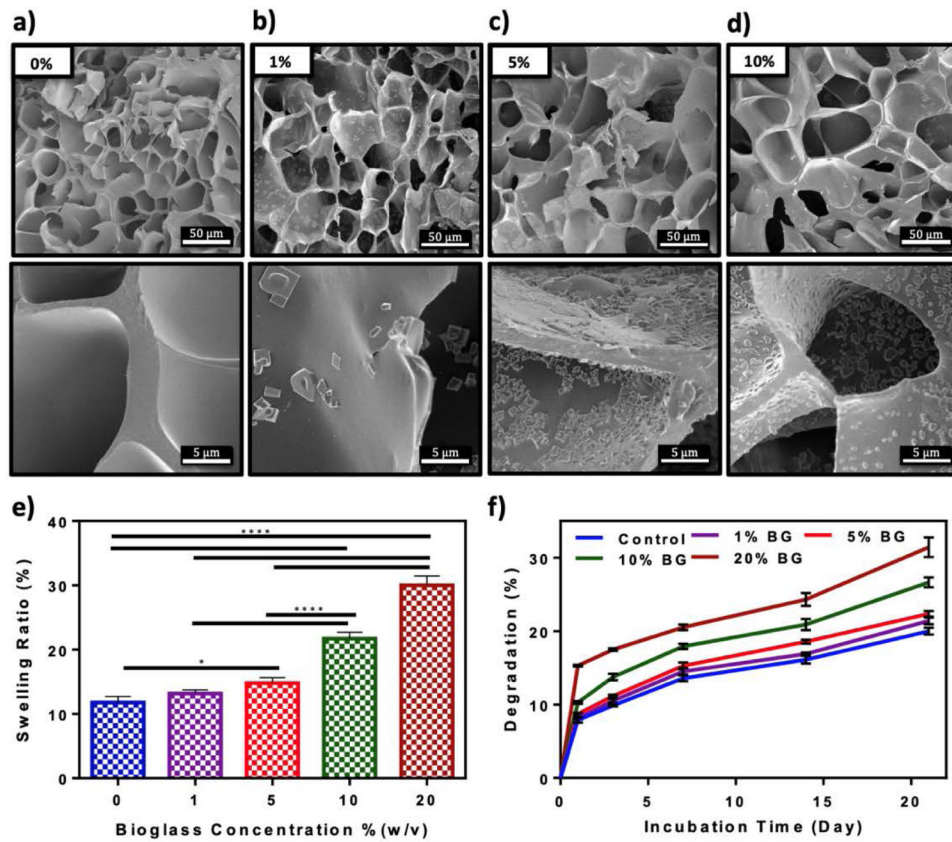 a)
b)
c)
d)
0%
1%
5%
10%
50 µm
50 µm
50 µm
50 µm
5 µm
5 µm
5 µm
5 µm
e)
****
****
*
Swelling Ratio (%)
40
30
20
10
0
0 1 5 10 20
Bioglass Concentration %(w/v)
f)
Control 1% BG 5% BG
10% BG 20% BG
Degradation (%)
30
20
10
0
0 5 10 15 20
Incubation Time (Day)